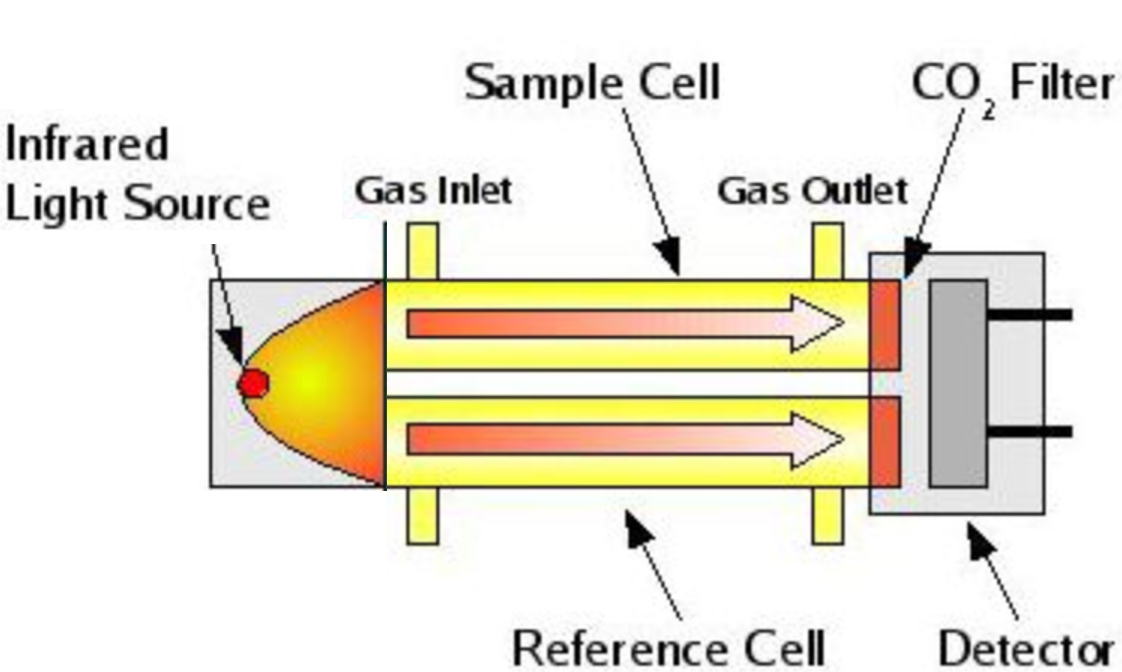 Sample Cell
CO₂ Filter
Infrared
Light Source
Gas Inlet
Gas Outlet
Reference Cell
Detector